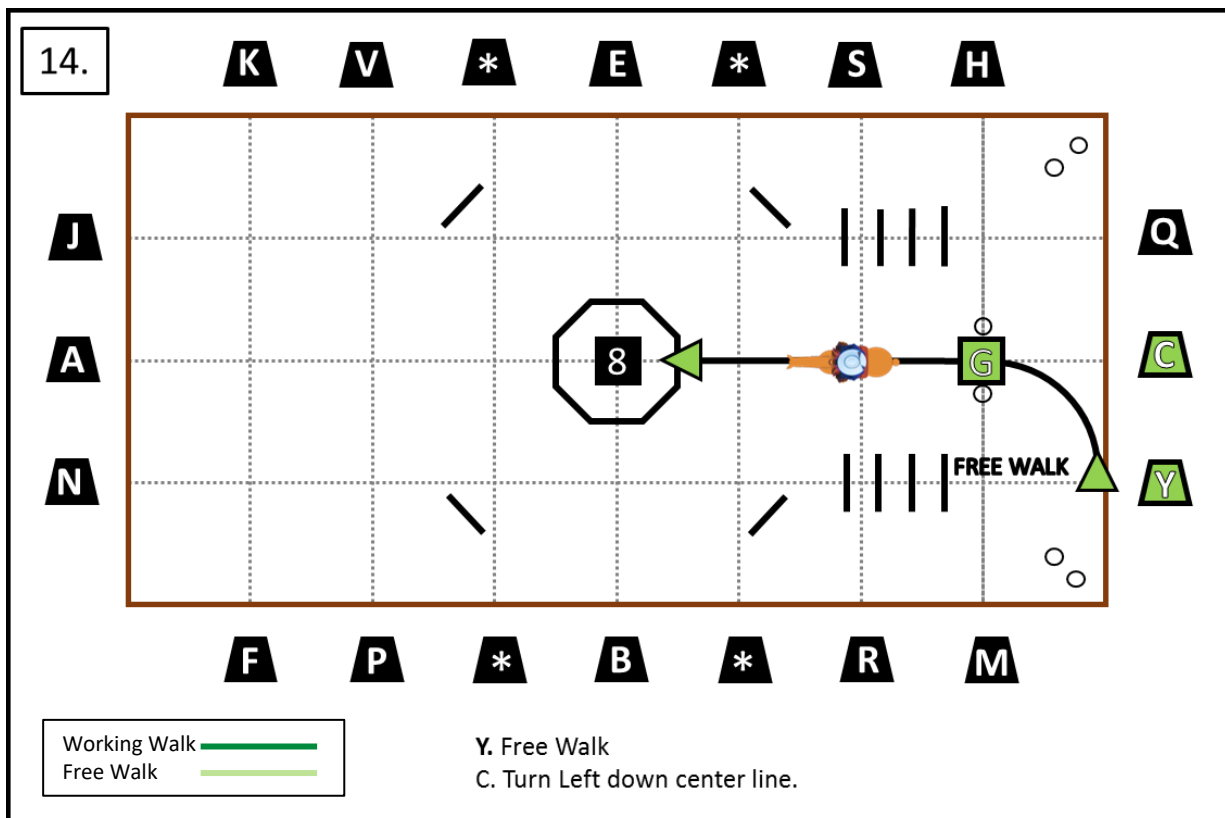 14.
K V * E * S H
J Q
8 G
A C
FREE WALK
N Y
F P * B * R M
Working Walk
Free Walk
Y. Free Walk
C. Turn Left down center line.